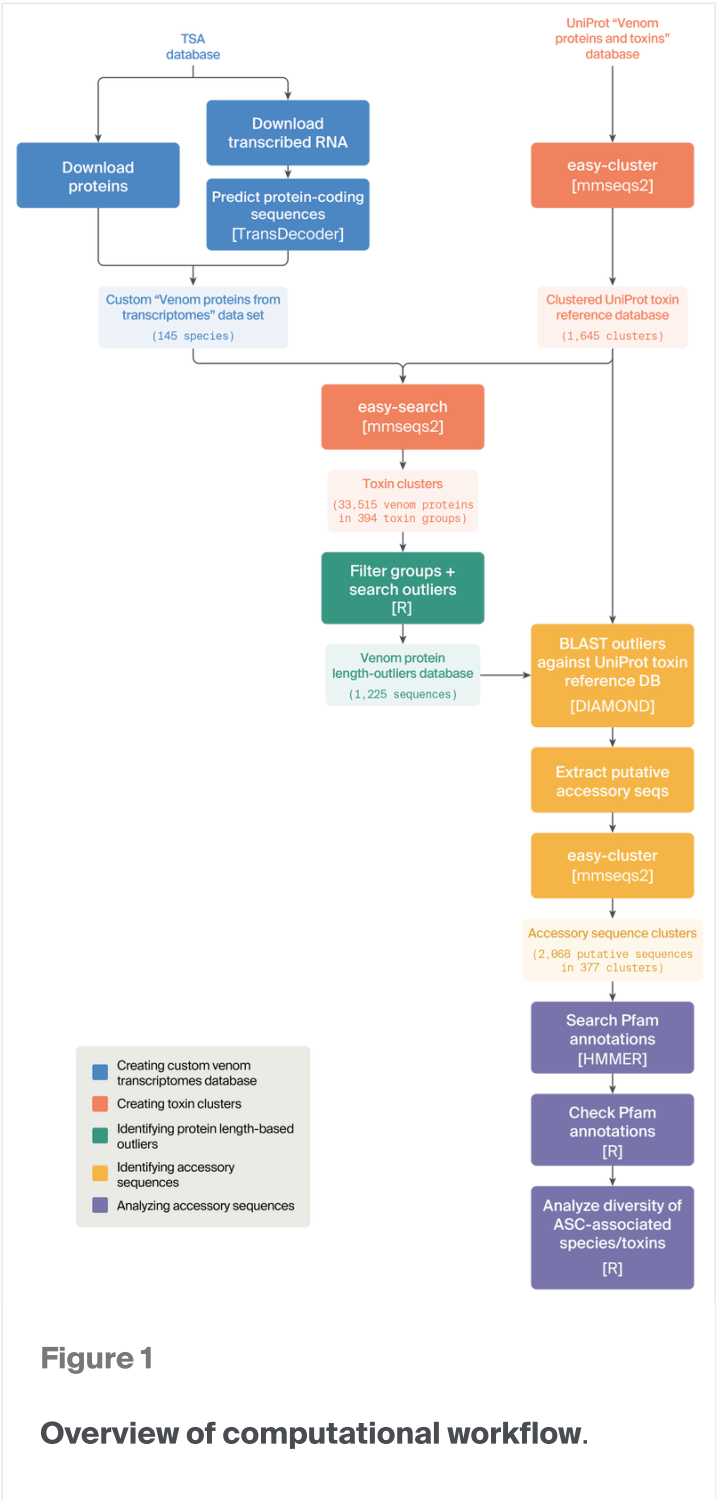 TSA
database
UniProt “Venom
proteins and toxins”
database
Download
proteins
Download
transcribed RNA
Predict protein-coding
sequences
[TransDecoder]
easy-cluster
[mmseqs2]
Custom “Venom proteins from
transcriptomes” data set
(145 species)
Clustered UniProt toxin
reference database
(1,645 clusters)
easy-search
[mmseqs2]
Toxin clusters
(33,515 venom proteins
in 394 toxin groups)
Filter groups +
search outliers
[R]
Venom protein
length-outliers database
(1,225 sequences)
BLAST outliers
against UniProt toxin
reference DB
[DIAMOND]
Extract putative
accessory seqs
easy-cluster
[mmseqs2]
Accessory sequence clusters
(2,068 putative sequences
in 377 clusters)
Search Pfam
annotations
[HMMER]
Check Pfam
annotations
[R]
Analyze diversity of
ASC-associated
species/toxins
[R]
Creating custom venom
transcriptomes database
Creating toxin clusters
Identifying protein length-based
outliers
Identifying accessory
sequences
Analyzing accessory sequences
Figure 1
Overview of computational workflow.